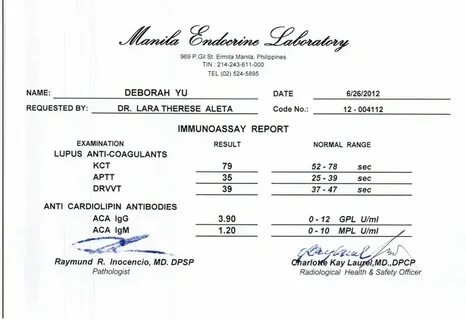 Manila Endocrine Laboratory
969 P.Gil St. Ermita Manila, Philippines
TIN : 214-243-611-000
TEL (02) 524-5895
NAME: DEBORAH YU DATE 6/26/2012
REQUESTED BY: DR. LARA THERESE ALETA Code No.: 12 - 004112
IMMUNOASSAY REPORT
EXAMINATION RESULT NORMAL RANGE
LUPUS ANTI-COAGULANTS
KCT 79 52 - 78 sec
APTT 35 25 - 39 sec
DRVVT 39 37 - 47 sec
ANTI CARDIOLIPIN ANTIBODIES
ACA IgG 3.90 0 - 12 GPL U/ml
ACA IgM 1.20 0 - 10 MPL U/ml
Raymund R. Inocencio, MD. DPSP Charlotte Kay Laurel,MD.,DPCP
Pathologist Radiological Health & Safety Officer